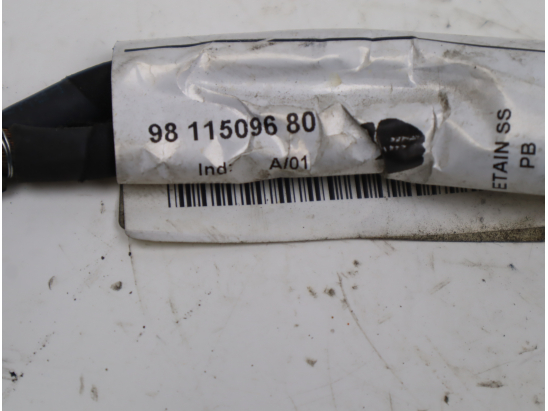 98 115096 80
Ind: A/01
ETAIN SS
PB